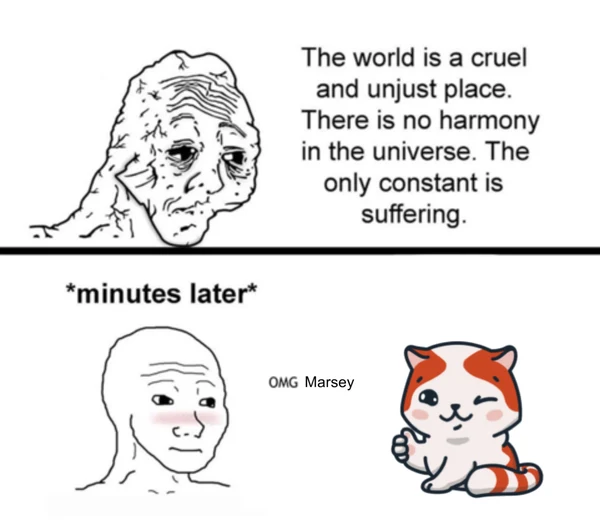 The world is a cruel
and unjust place.
There is no harmony
in the universe. The
only constant is
suffering.
*minutes later*
OMG Marsey